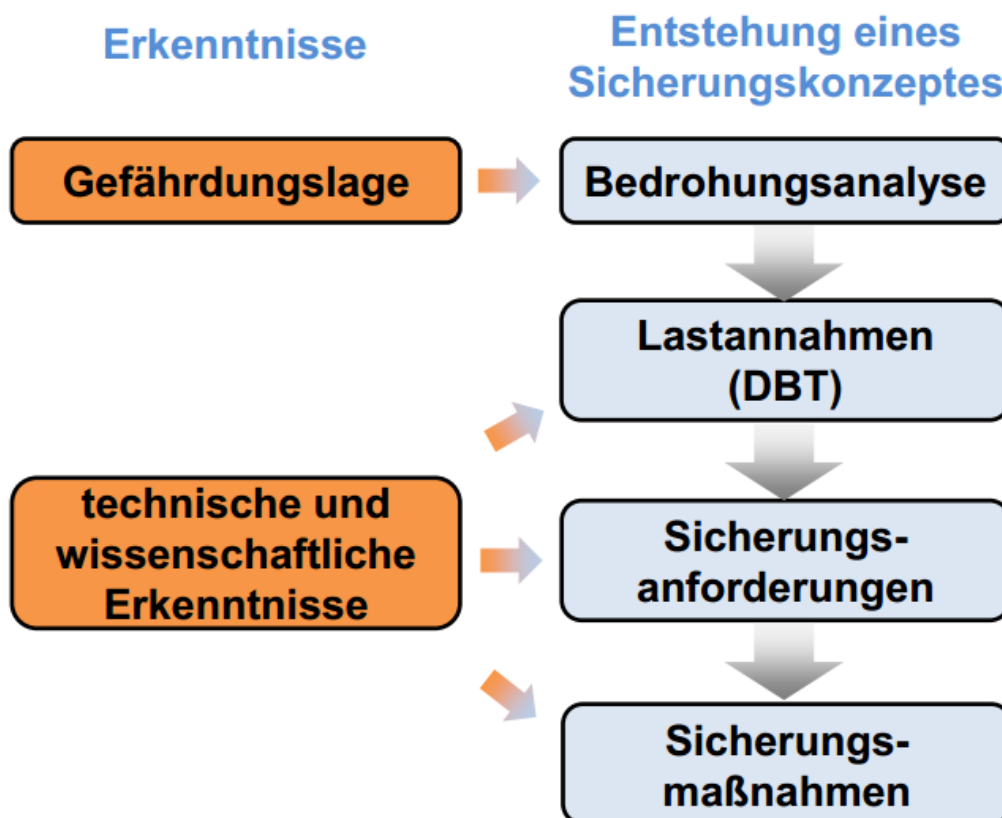 Erkenntnisse
Entstehung eines
Sicherungskonzeptes
Gefährdungslage
Bedrohungsanalyse
Lastannahmen
(DBT)
technische und
wissenschaftliche
Erkenntnisse
Sicherungs-
anforderungen
Sicherungs-
maßnahmen